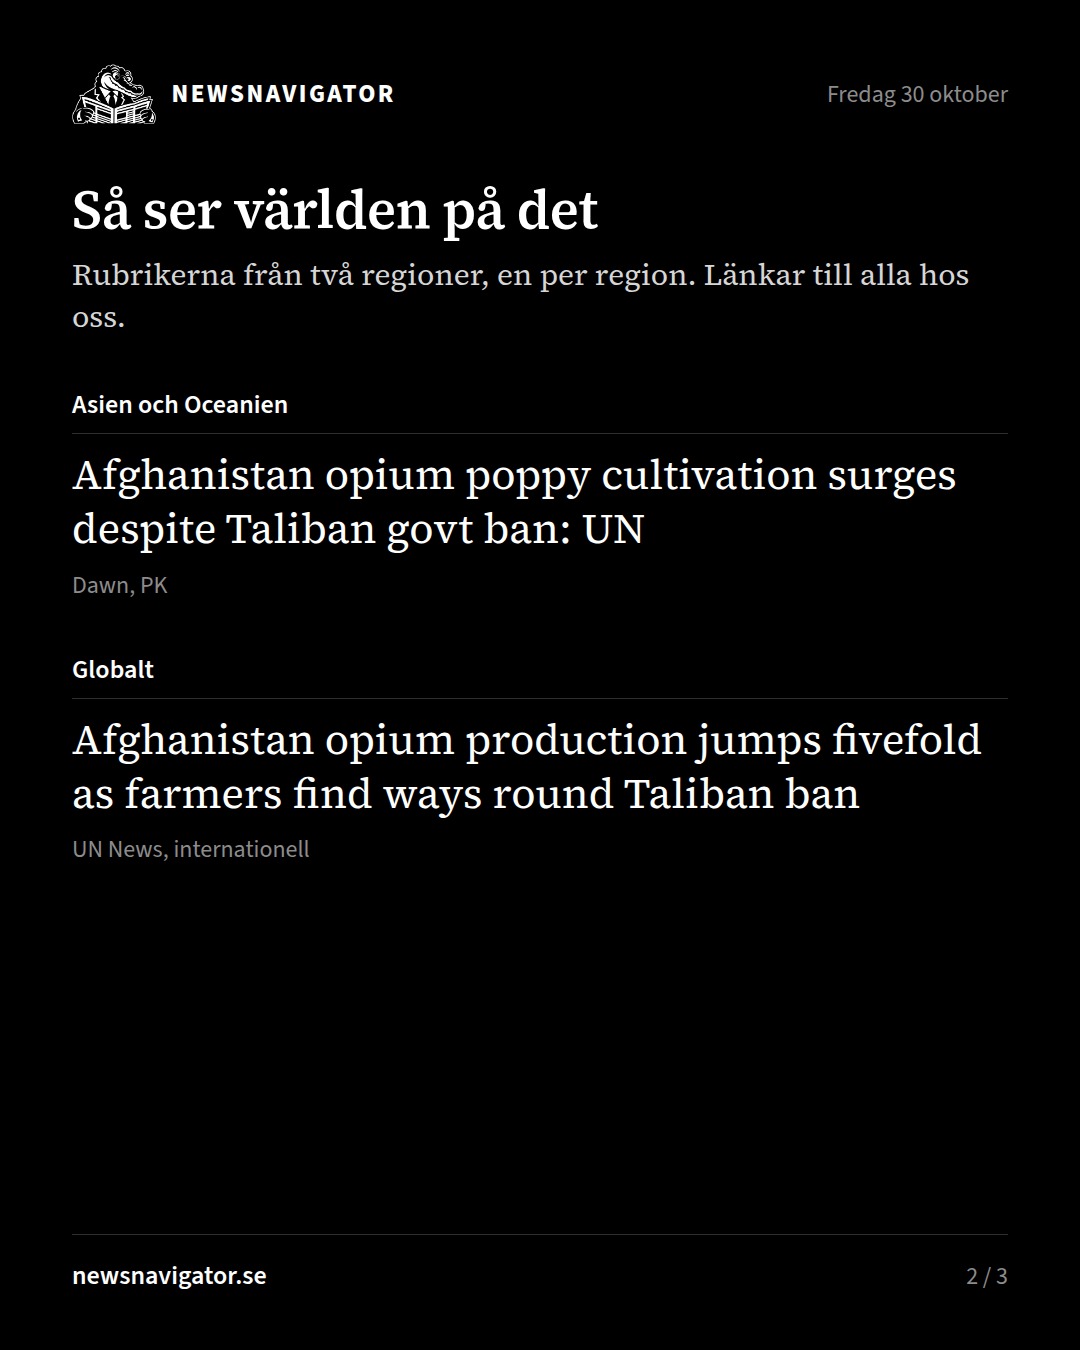 NEWSNAVIGATOR
Fredag 30 oktober
Så ser världen på det
Rubrikerna från två regioner, en per region. Länkar till alla hos
oss.
Asien och Oceanien
Afghanistan opium poppy cultivation surges
despite Taliban govt ban: UN
Dawn, PK
Globalt
Afghanistan opium production jumps fivefold
as farmers find ways round Taliban ban
UN News, internationell
newsnavigator.se
2 / 3